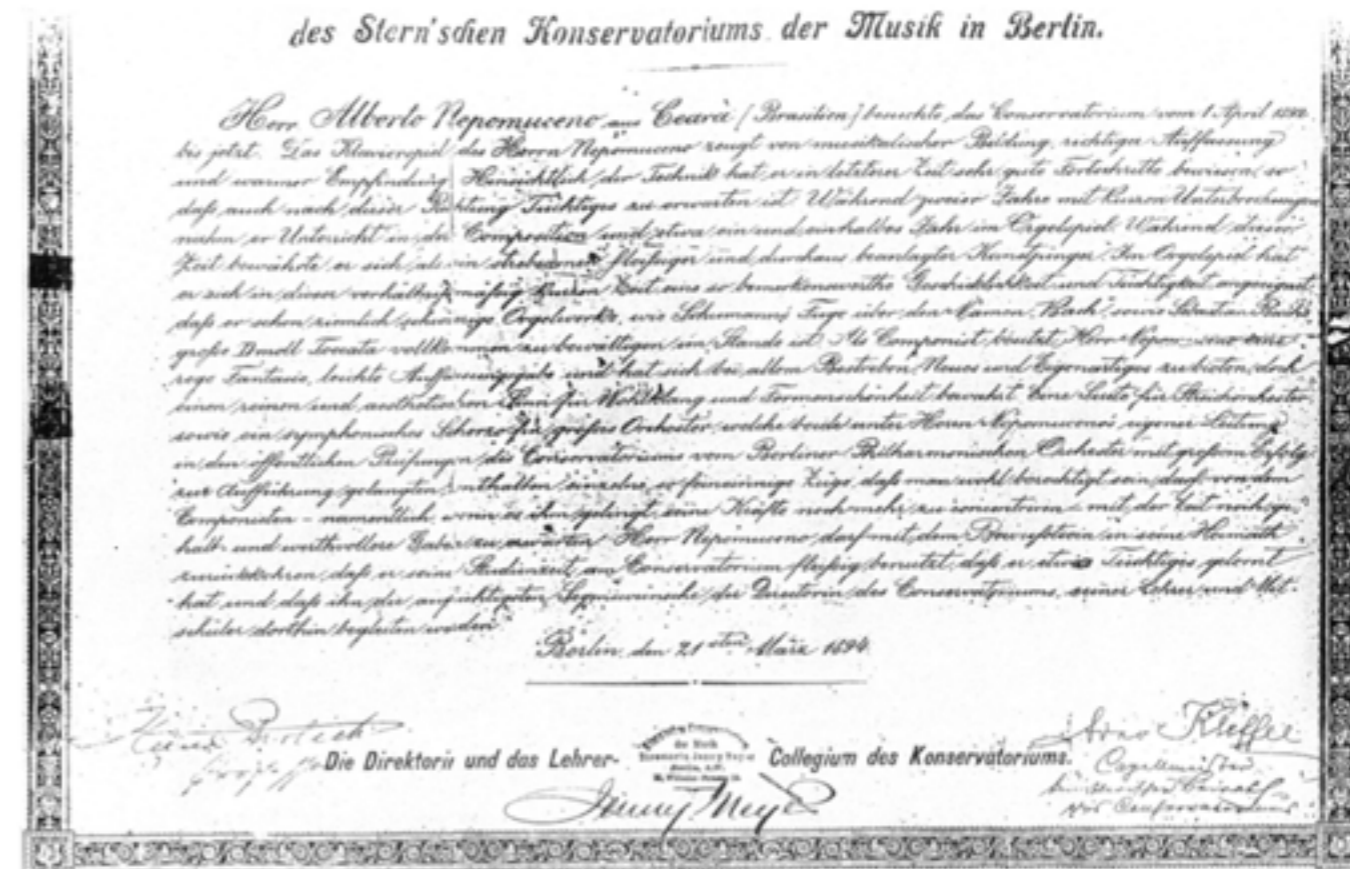 des Stern'schen Konservatoriums der Musik in Berlin.
Herr Alberto Nepomuceno aus Ceará (Brasilien) besuchte das Conservatorium vom 1 April
bis jetzt. Das Klavierspiel des Herrn Nepomuceno zeugt von musikalischer Bildung, richtiger Auffassung
und warmer Empfindung. Hinsichtlich der Technik hat er in letzterer Zeit sehr gute Fortschritte bewiesen, so
daß auch nach dieser Richtung Tüchtiges zu erwarten ist. Während zweier Jahre mit kurzen Unterbrechungen
nahm er Unterricht in der Composition und etwa ein und einhalbes Jahr im Orgelspiel. Während dieser
Zeit bewährte er sich als ein strebsamer, fleißiger und durchaus beanlagter Kunstjünger. Im Orgelspiel hat
er sich in dieser verhältnißmäßig kurzen Zeit eine so bemerkenswerthe Geschicklichkeit und Tüchtigkeit angeeignet,
daß er schon ziemlich schwierige Orgelwerke, wie Schumann's Fuge über den Namen Bach, sowie Sebastian Bach's
große Dmoll Toccata vollkommen zu bewältigen im Stande ist. Als Componist besitzt Herr eine
rege Fantasie, leichte Auffassungsgabe und hat sich bei allem Bestreben Neues und Eigenartiges zu bieten, doch
einen reinen und aesthetischen Sinn für Wohlklang und Formenschönheit bewahrt. Eine Suite für Streichorchester,
sowie ein symphonisches Scherzo für großes Orchester, welche beide unter Herrn Nepomuceno's eigener Leitung
in den öffentlichen Prüfungen des Conservatoriums vom Berliner Philharmonischen Orchester mit großem Erfolg
zur Aufführung gelangten, enthalten einzelne so feinsinnige Züge, daß man wohl berechtigt sein darf, von dem
Componisten - namentlich wenn es ihm gelingt seine Kräfte noch mehr zu concentriren - mit der Zeit noch ge-
halt- und werthvollere Gaben zu erwarten. Herr Nepomuceno darf mit dem Bewußtsein in seine Heimath
zurückkehren, daß er seine Studienzeit am Conservatorium fleißig benutzt, daß er etwas Tüchtiges gelernt
hat und daß ihn die aufrichtigsten Segenswünsche der Directorin des Conservatoriums, seiner Lehrer und Mit-
schüler dorthin begleiten werden.
Berlin, den 21 sten März 1894
Die Direktorin und das Lehrer- Collegium des Konservatoriums.
Arno Kleffel
Capellmeister
Jenny Meyer